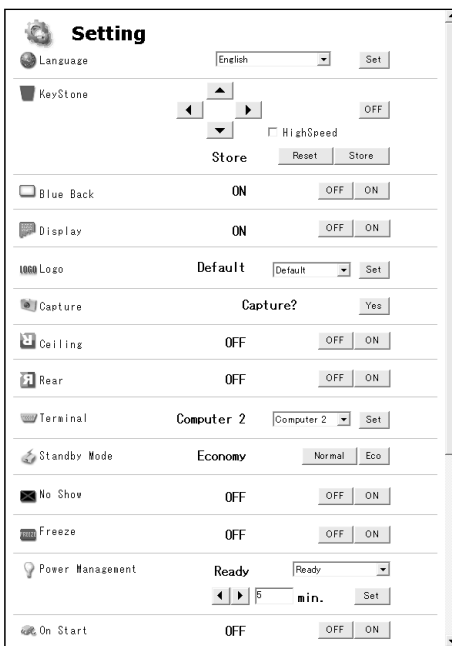 Setting
Language English Set
KeyStone OFF
HighSpeed
Store Reset Store
Blue Back ON OFF ON
Display ON OFF ON
LOGO Logo Default Default Set
Capture Capture? Yes
Ceiling OFF OFF ON
Rear OFF OFF ON
Terminal Computer 2 Computer 2 Set
Standby Mode Economy Normal Eco
No Show OFF OFF ON
FREEZE Freeze OFF OFF ON
Power Management Ready Ready
5 min. Set
On Start OFF OFF ON